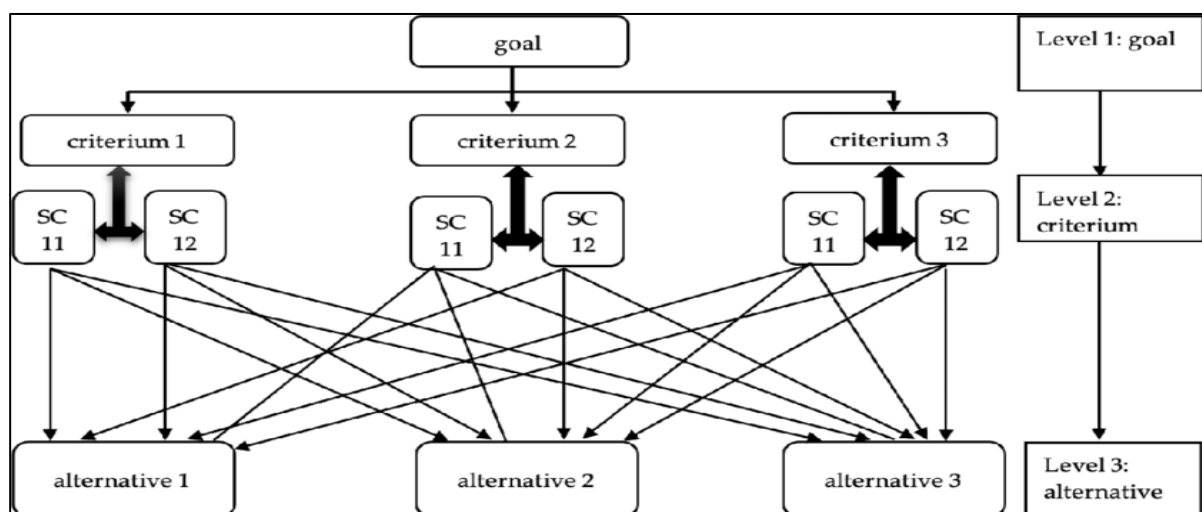 goal
Level 1: goal
criterium 1
criterium 2
criterium 3
SC
11
SC
12
SC
11
SC
12
SC
11
SC
12
Level 2:
criterium
alternative 1
alternative 2
alternative 3
Level 3:
alternative